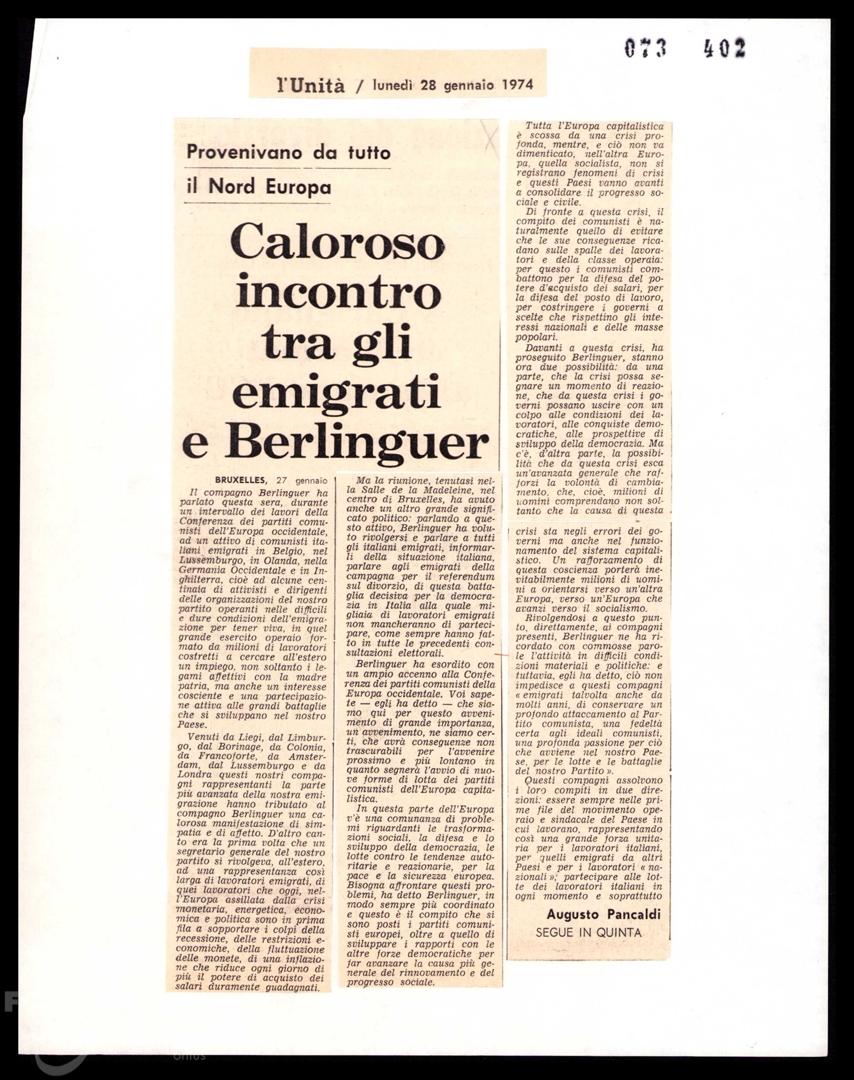 073 402
l'Unità / lunedì 28 gennaio 1974
Provenivano da tutto
il Nord Europa
Caloroso
incontro
tra gli
emigrati
e Berlinguer
BRUXELLES, 27 gennaio
Il compagno Berlinguer ha
parlato questa sera, durante
un intervallo dei lavori della
Conferenza dei partiti comu-
nisti dell'Europa occidentale,
ad un attivo di comunisti ita-
liani emigrati in Belgio, nel
Lussemburgo, in Olanda, nella
Germania Occidentale e in In-
ghilterra, cioè ad alcune cen-
tinaia di attivisti e dirigenti
delle organizzazioni del nostro
partito operanti nelle difficili
e dure condizioni dell'emigra-
zione per tener viva, in quel
grande esercito operaio for-
mato da milioni di lavoratori
costretti a cercare all'estero
un impiego, non soltanto i le-
gami affettivi con la madre
patria, ma anche un interesse
cosciente e una partecipazio-
ne attiva alle grandi battaglie
che si sviluppano nel nostro
Paese.
Venuti da Liegi, dal Limbur-
go, dal Borinage, da Colonia,
da Francoforte, da Amster-
dam, dal Lussemburgo e da
Londra questi nostri compa-
gni rappresentanti la parte
più avanzata della nostra emi-
grazione hanno tributato al
compagno Berlinguer una ca-
lorosa manifestazione di sim-
patia e di affetto. D'altro can-
to era la prima volta che un
segretario generale del nostro
partito si rivolgeva, all'estero,
ad una rappresentanza così
larga di lavoratori emigrati, di
quei lavoratori che oggi, nel-
l'Europa assillata dalla crisi
monetaria, energetica, econo-
mica e politica sono in prima
fila a sopportare i colpi della
recessione, delle restrizioni e-
conomiche, della fluttuazione
delle monete, di una inflazio-
ne che riduce ogni giorno di
più il potere di acquisto dei
salari duramente guadagnati.
Ma la riunione, tenutasi nel-
la Salle de la Madeleine, nel
centro di Bruxelles, ha avuto
anche un altro grande signifi-
cato politico: parlando a que-
sto attivo, Berlinguer ha volu-
to rivolgersi e parlare a tutti
gli italiani emigrati, informar-
li della situazione italiana,
parlare agli emigrati della
campagna per il referendum
sul divorzio, di questa bat-
taglia decisiva per la democra-
zia in Italia alla quale mi-
gliaia di lavoratori emigrati
non mancheranno di parteci-
pare, come sempre hanno fat-
to in tutte le precedenti con-
sultazioni elettorali.
Berlinguer ha esordito con
un ampio accenno alla Confe-
renza dei partiti comunisti della
Europa occidentale. Voi sape-
te — egli ha detto — che sia-
mo qui per questo avveni-
mento di grande importanza,
un avvenimento, ne siamo cer-
ti, che avrà conseguenze non
trascurabili per l'avvenire
prossimo e più lontano in
quanto segnerà l'avvio di nuo-
ve forme di lotta dei partiti
comunisti dell'Europa capita-
listica.
In questa parte dell'Europa
v'è una comunanza di proble-
mi riguardanti le trasforma-
zioni sociali, la difesa e lo
sviluppo della democrazia, le
lotte contro le tendenze auto-
ritarie e reazionarie, per la
pace e la sicurezza europea.
Bisogna affrontare questi pro-
blemi, ha detto Berlinguer, in
modo sempre più coordinato
e questo è il compito che si
sono posti i partiti comuni-
sti europei, oltre a quello di
sviluppare i rapporti con le
altre forze democratiche per
far avanzare la causa più ge-
nerale del rinnovamento e del
progresso sociale.
Tutta l'Europa capitalistica
è scossa da una crisi pro-
fonda, mentre, e ciò non va
dimenticato, nell'altra Euro-
pa, quella socialista, non si
registrano fenomeni di crisi
e questi Paesi vanno avanti
a consolidare il progresso so-
ciale e civile.
Di fronte a questa crisi, il
compito dei comunisti è na-
turalmente quello di evitare
che le sue conseguenze rica-
dano sulle spalle dei lavora-
tori e della classe operaia:
per questo i comunisti com-
battono per la difesa del po-
tere d'acquisto dei salari, per
la difesa del posto di lavoro,
per costringere i governi a
scelte che rispettino gli inte-
ressi nazionali e delle masse
popolari.
Davanti a questa crisi, ha
proseguito Berlinguer, stanno
ora due possibilità: da una
parte, che la crisi possa se-
gnare un momento di reazio-
ne, che da questa crisi i go-
verni possano uscire con un
colpo alle condizioni dei la-
voratori, alle conquiste demo-
cratiche, alle prospettive di
sviluppo della democrazia. Ma
c'è, d'altra parte, la possibi-
lità che da questa crisi esca
un'avanzata generale che raf-
forzi la volontà di cambia-
mento, che, cioè, milioni di
uomini comprendano non sol-
tanto che la causa di questa
crisi sta negli errori dei go-
verni ma anche nel funzio-
namento del sistema capitali-
stico. Un rafforzamento di
questa coscienza porterà ine-
vitabilmente milioni di uomi-
ni a orientarsi verso un'altra
Europa, verso un'Europa che
avanzi verso il socialismo.
Rivolgendosi a questo pun-
to, direttamente, ai compagni
presenti, Berlinguer ne ha ri-
cordato con commosse paro-
le l'attività in difficili condi-
zioni materiali e politiche: e
tuttavia, egli ha detto, ciò non
impedisce a questi compagni
« emigrati talvolta anche da
molti anni, di conservare un
profondo attaccamento al Par-
tito comunista, una fedeltà
certa agli ideali comunisti,
una profonda passione per ciò
che avviene nel nostro Pae-
se, per le lotte e le battaglie
del nostro Partito ».
Questi compagni assolvono
i loro compiti in due dire-
zioni: essere sempre nelle pri-
me file del movimento ope-
raio e sindacale del Paese in
cui lavorano, rappresentando
così una grande forza unita-
ria per i lavoratori italiani,
per quelli emigrati da altri
Paesi e per i lavoratori « na-
zionali »; partecipare alle lot-
te dei lavoratori italiani in
ogni momento e soprattutto
Augusto Pancaldi
SEGUE IN QUINTA